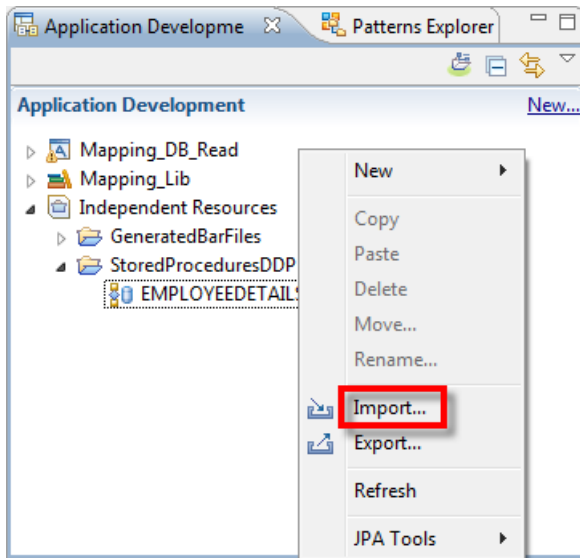 Application Developme Patterns Explorer
Application Development New...
Mapping_DB_Read
Mapping_Lib
Independent Resources
GeneratedBarFiles
StoredProceduresDDP
EMPLOYEEDETAILS
New
Copy
Paste
Delete
Move...
Rename...
Import...
Export...
Refresh
JPA Tools